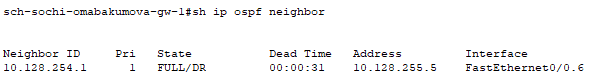 sch-sochi-omabakumova-gw-1#sh ip ospf neighbor
Neighbor ID     Pri   State           Dead Time   Address         Interface
10.128.254.1      1   FULL/DR         00:00:31    10.128.255.5    FastEthernet0/0.6